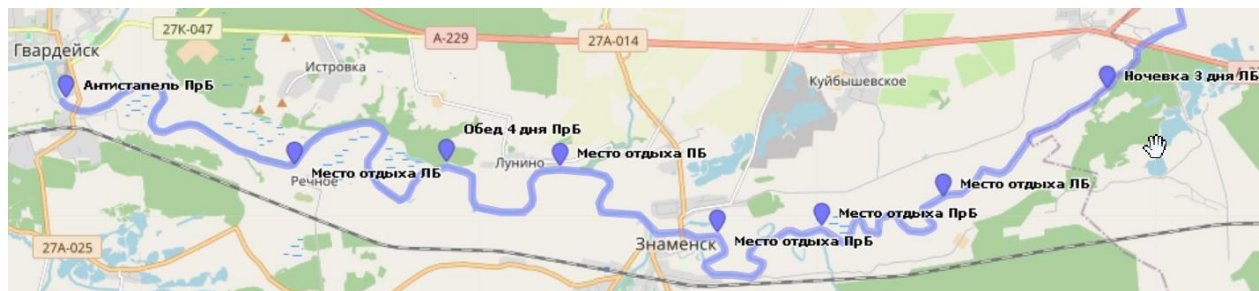 27К-047
А-229
27А-014
Гвардейск
Антистапель ПрБ
Истровка
Куйбышевское
Ночевка 3 дня ЛБ
Обед 4 дня ПрБ
Лунино
Место отдыха ПБ
Место отдыха ЛБ
Речное
Место отдыха ЛБ
Место отдыха ПрБ
Место отдыха ПрБ
Знаменск
27А-025